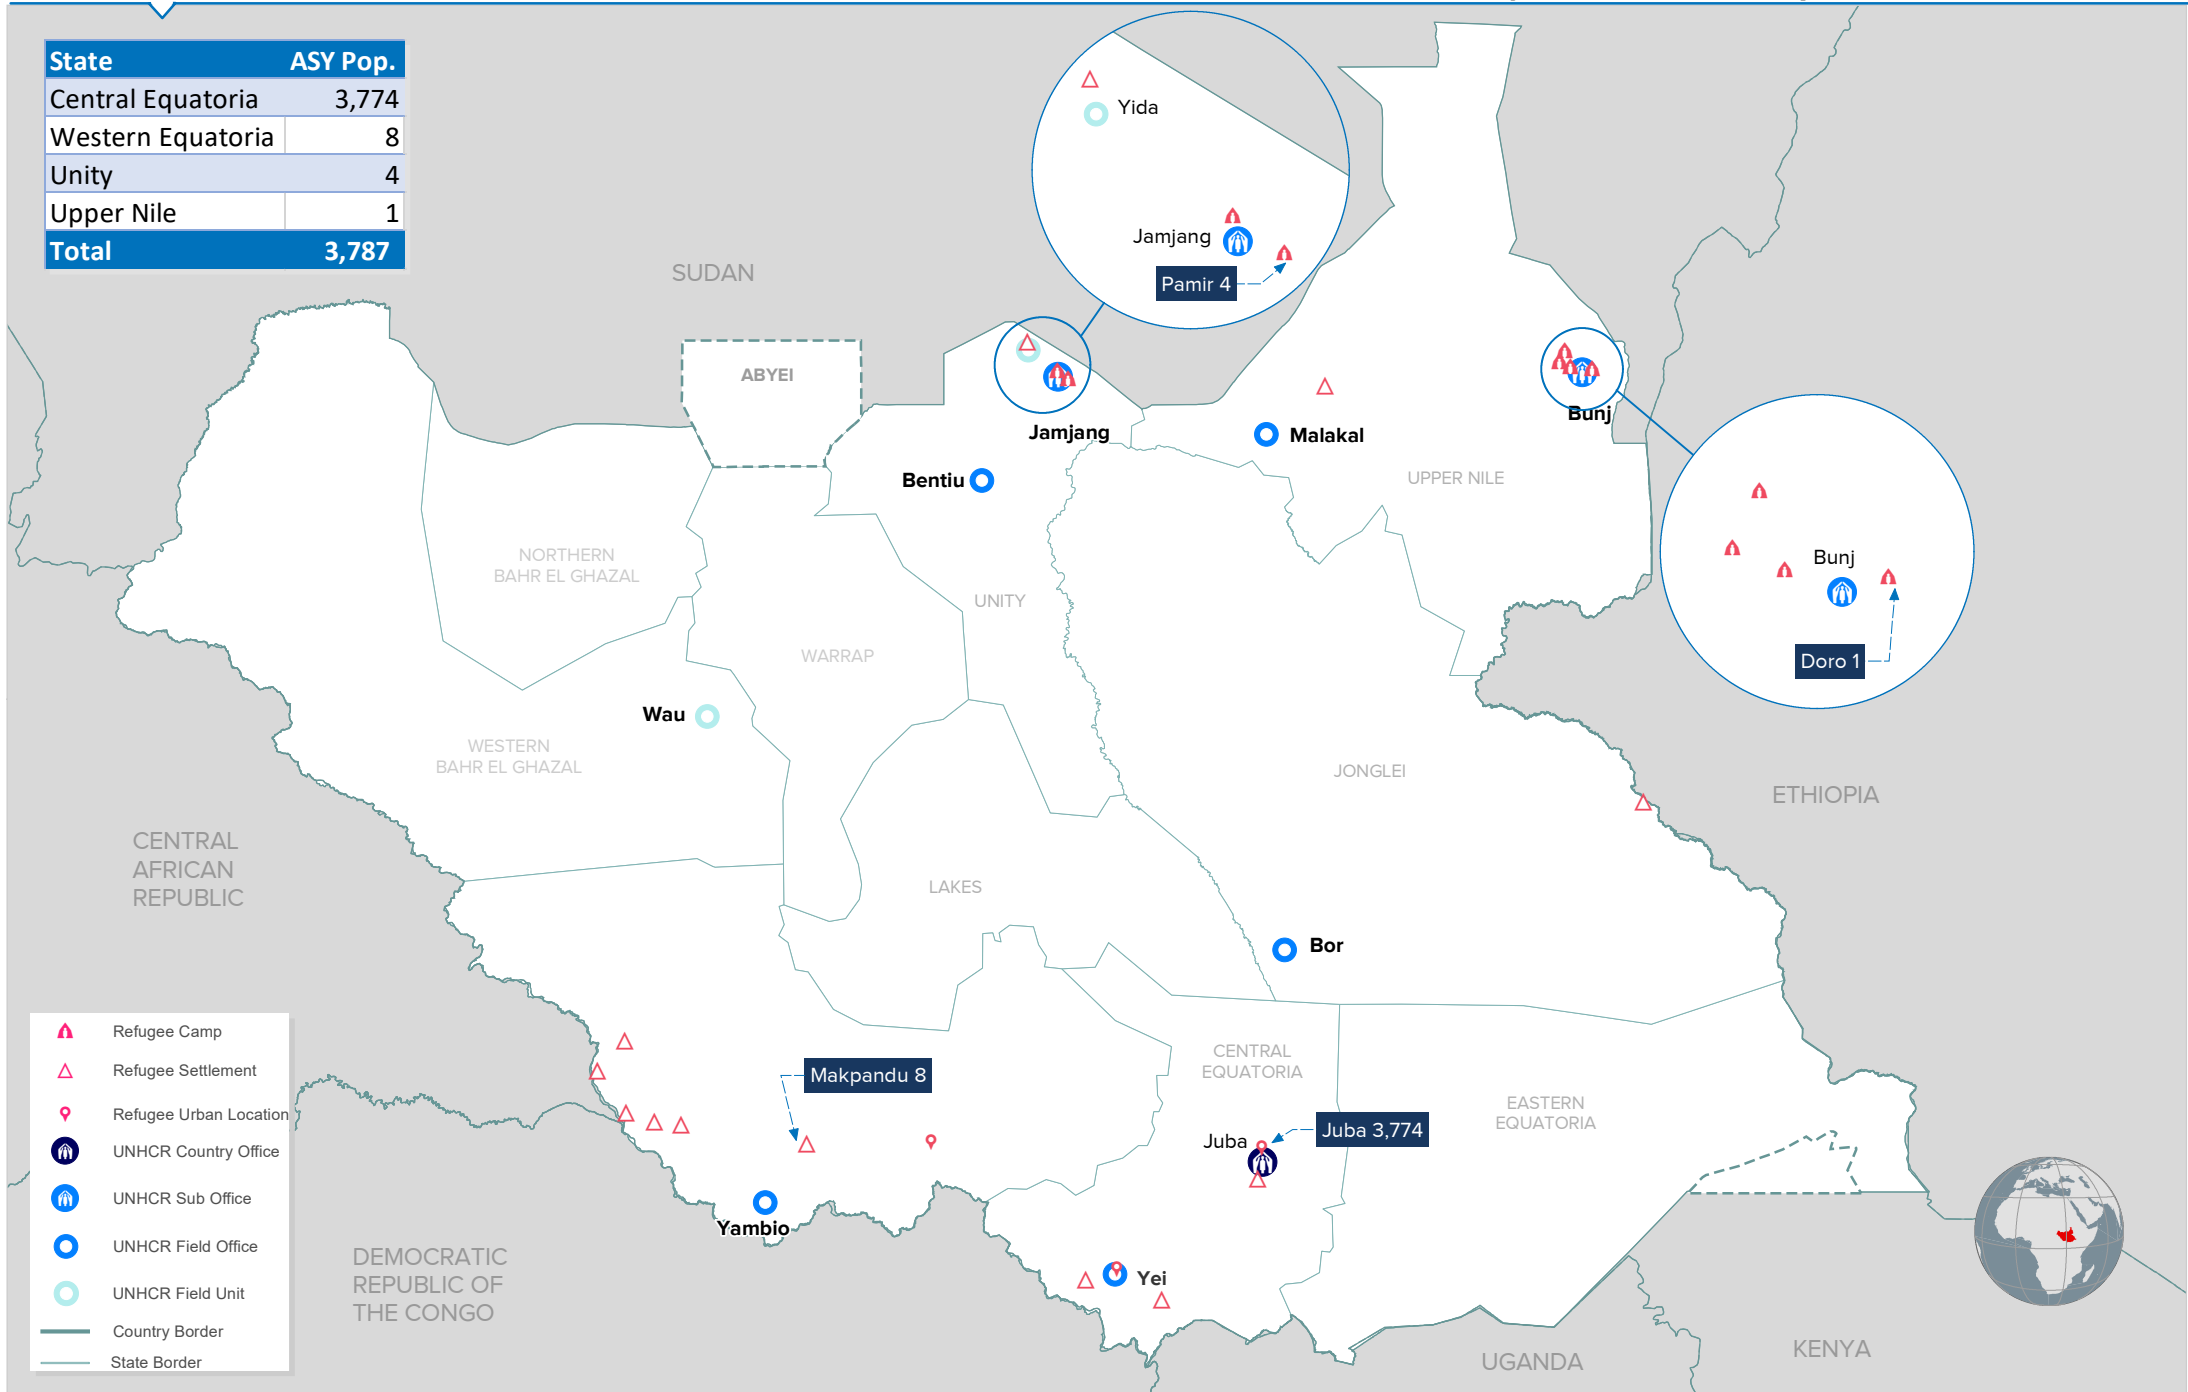 State ASY Pop.
Central Equatoria 3,774
Western Equatoria 8
Unity 4
Upper Nile 1
Total 3,787
Yida
Jamjang
Pamir 4
SUDAN
ABYEI
Jamjang
Bunj
Malakal
Bentiu
UPPER NILE
Bunj
Doro 1
NORTHERN
BAHR EL GHAZAL
UNITY
WARRAP
Wau
WESTERN
BAHR EL GHAZAL
JONGLEI
ETHIOPIA
CENTRAL
AFRICAN
REPUBLIC
LAKES
Bor
Refugee Camp
Refugee Settlement
Refugee Urban Location
UNHCR Country Office
UNHCR Sub Office
UNHCR Field Office
UNHCR Field Unit
Country Border
State Border
Makpandu 8
CENTRAL
EQUATORIA
EASTERN
EQUATORIA
Juba
Juba 3,774
Yambio
Yei
DEMOCRATIC
REPUBLIC OF
THE CONGO
UGANDA
KENYA